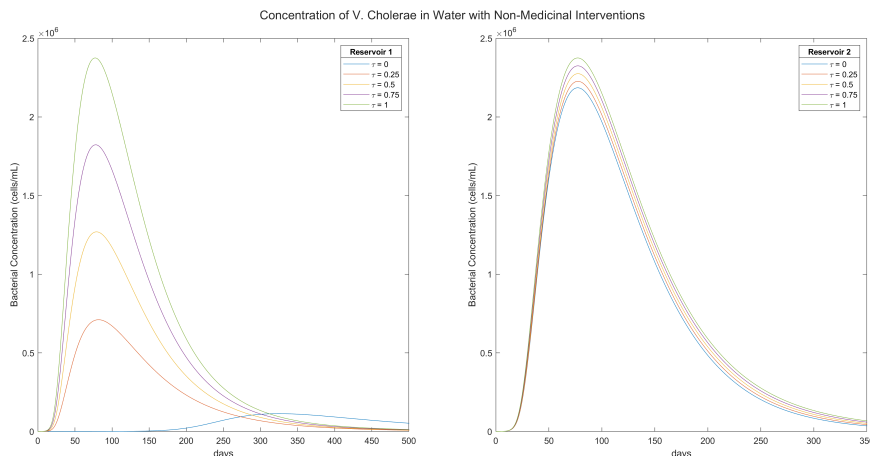 Concentration of V. Cholerae in Water with Non-Medicinal Interventions
×10⁶
2.5
2
1.5
1
0.5
0
Bacterial Concentration (cells/mL)
0 50 100 150 200 250 300 350 400 450 500
days
Reservoir 1
τ = 0
τ = 0.25
τ = 0.5
τ = 0.75
τ = 1
×10⁶
2.5
2
1.5
1
0.5
0
Bacterial Concentration (cells/mL)
0 50 100 150 200 250 300 350
days
Reservoir 2
τ = 0
τ = 0.25
τ = 0.5
τ = 0.75
τ = 1